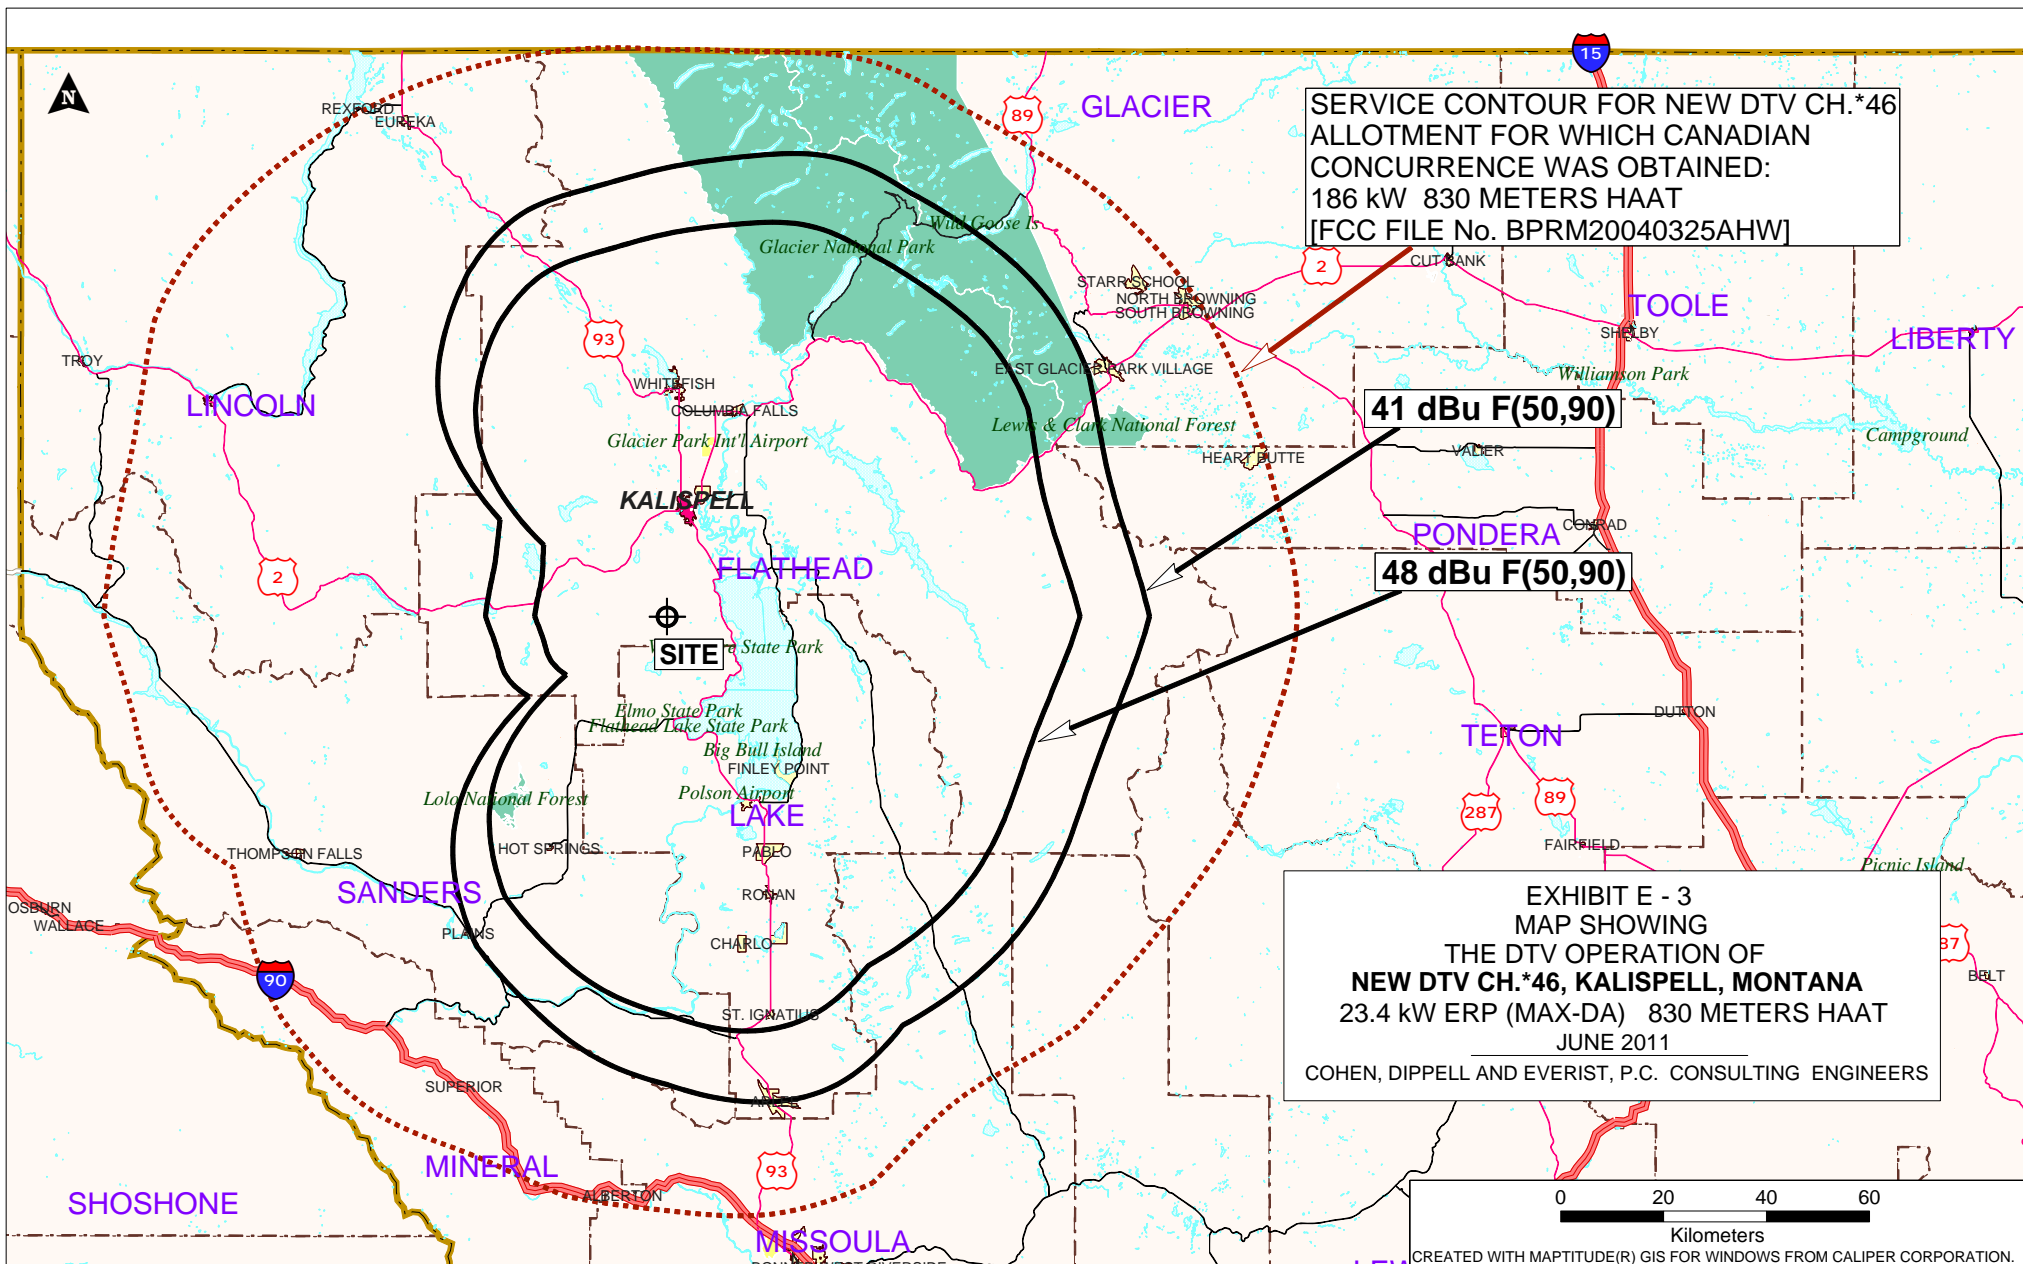 15
N
REXFORD
EUREKA
89
GLACIER
SERVICE CONTOUR FOR NEW DTV CH.*46
ALLOTMENT FOR WHICH CANADIAN
CONCURRENCE WAS OBTAINED:
186 kW 830 METERS HAAT
[FCC FILE No. BPRM20040325AHW]
Wild Goose Is
Glacier National Park
2
CUT BANK
STARR SCHOOL
NORTH BROWNING
SOUTH BROWNING
TOOLE
SHELBY
LIBERTY
93
TROY
EAST GLACIER PARK VILLAGE
Williamson Park
WHITEFISH
LINCOLN
COLUMBIA FALLS
41 dBu F(50,90)
Glacier Park Int'l Airport
Lewis & Clark National Forest
Campground
HEART BUTTE
VALIER
KALISPELL
CONRAD
PONDERA
FLATHEAD
2
48 dBu F(50,90)
SITE
State Park
Elmo State Park
Flathead Lake State Park
DUTTON
TETON
Big Bull Island
FINLEY POINT
Polson Airport
Lolo National Forest
LAKE
287
89
THOMPSON FALLS
HOT SPRINGS
PABLO
FAIRFIELD
Picnic Island
SANDERS
RONAN
OSBURN
WALLACE
PLAINS
CHARLO
87
BELT
90
EXHIBIT E - 3
MAP SHOWING
THE DTV OPERATION OF
NEW DTV CH.*46, KALISPELL, MONTANA
23.4 kW ERP (MAX-DA) 830 METERS HAAT
JUNE 2011
COHEN, DIPPELL AND EVERIST, P.C. CONSULTING ENGINEERS
ST. IGNATIUS
SUPERIOR
ARLEE
MINERAL
93
ALBERTON
SHOSHONE
MISSOULA
0 20 40 60
Kilometers
CREATED WITH MAPTITUDE(R) GIS FOR WINDOWS FROM CALIPER CORPORATION.